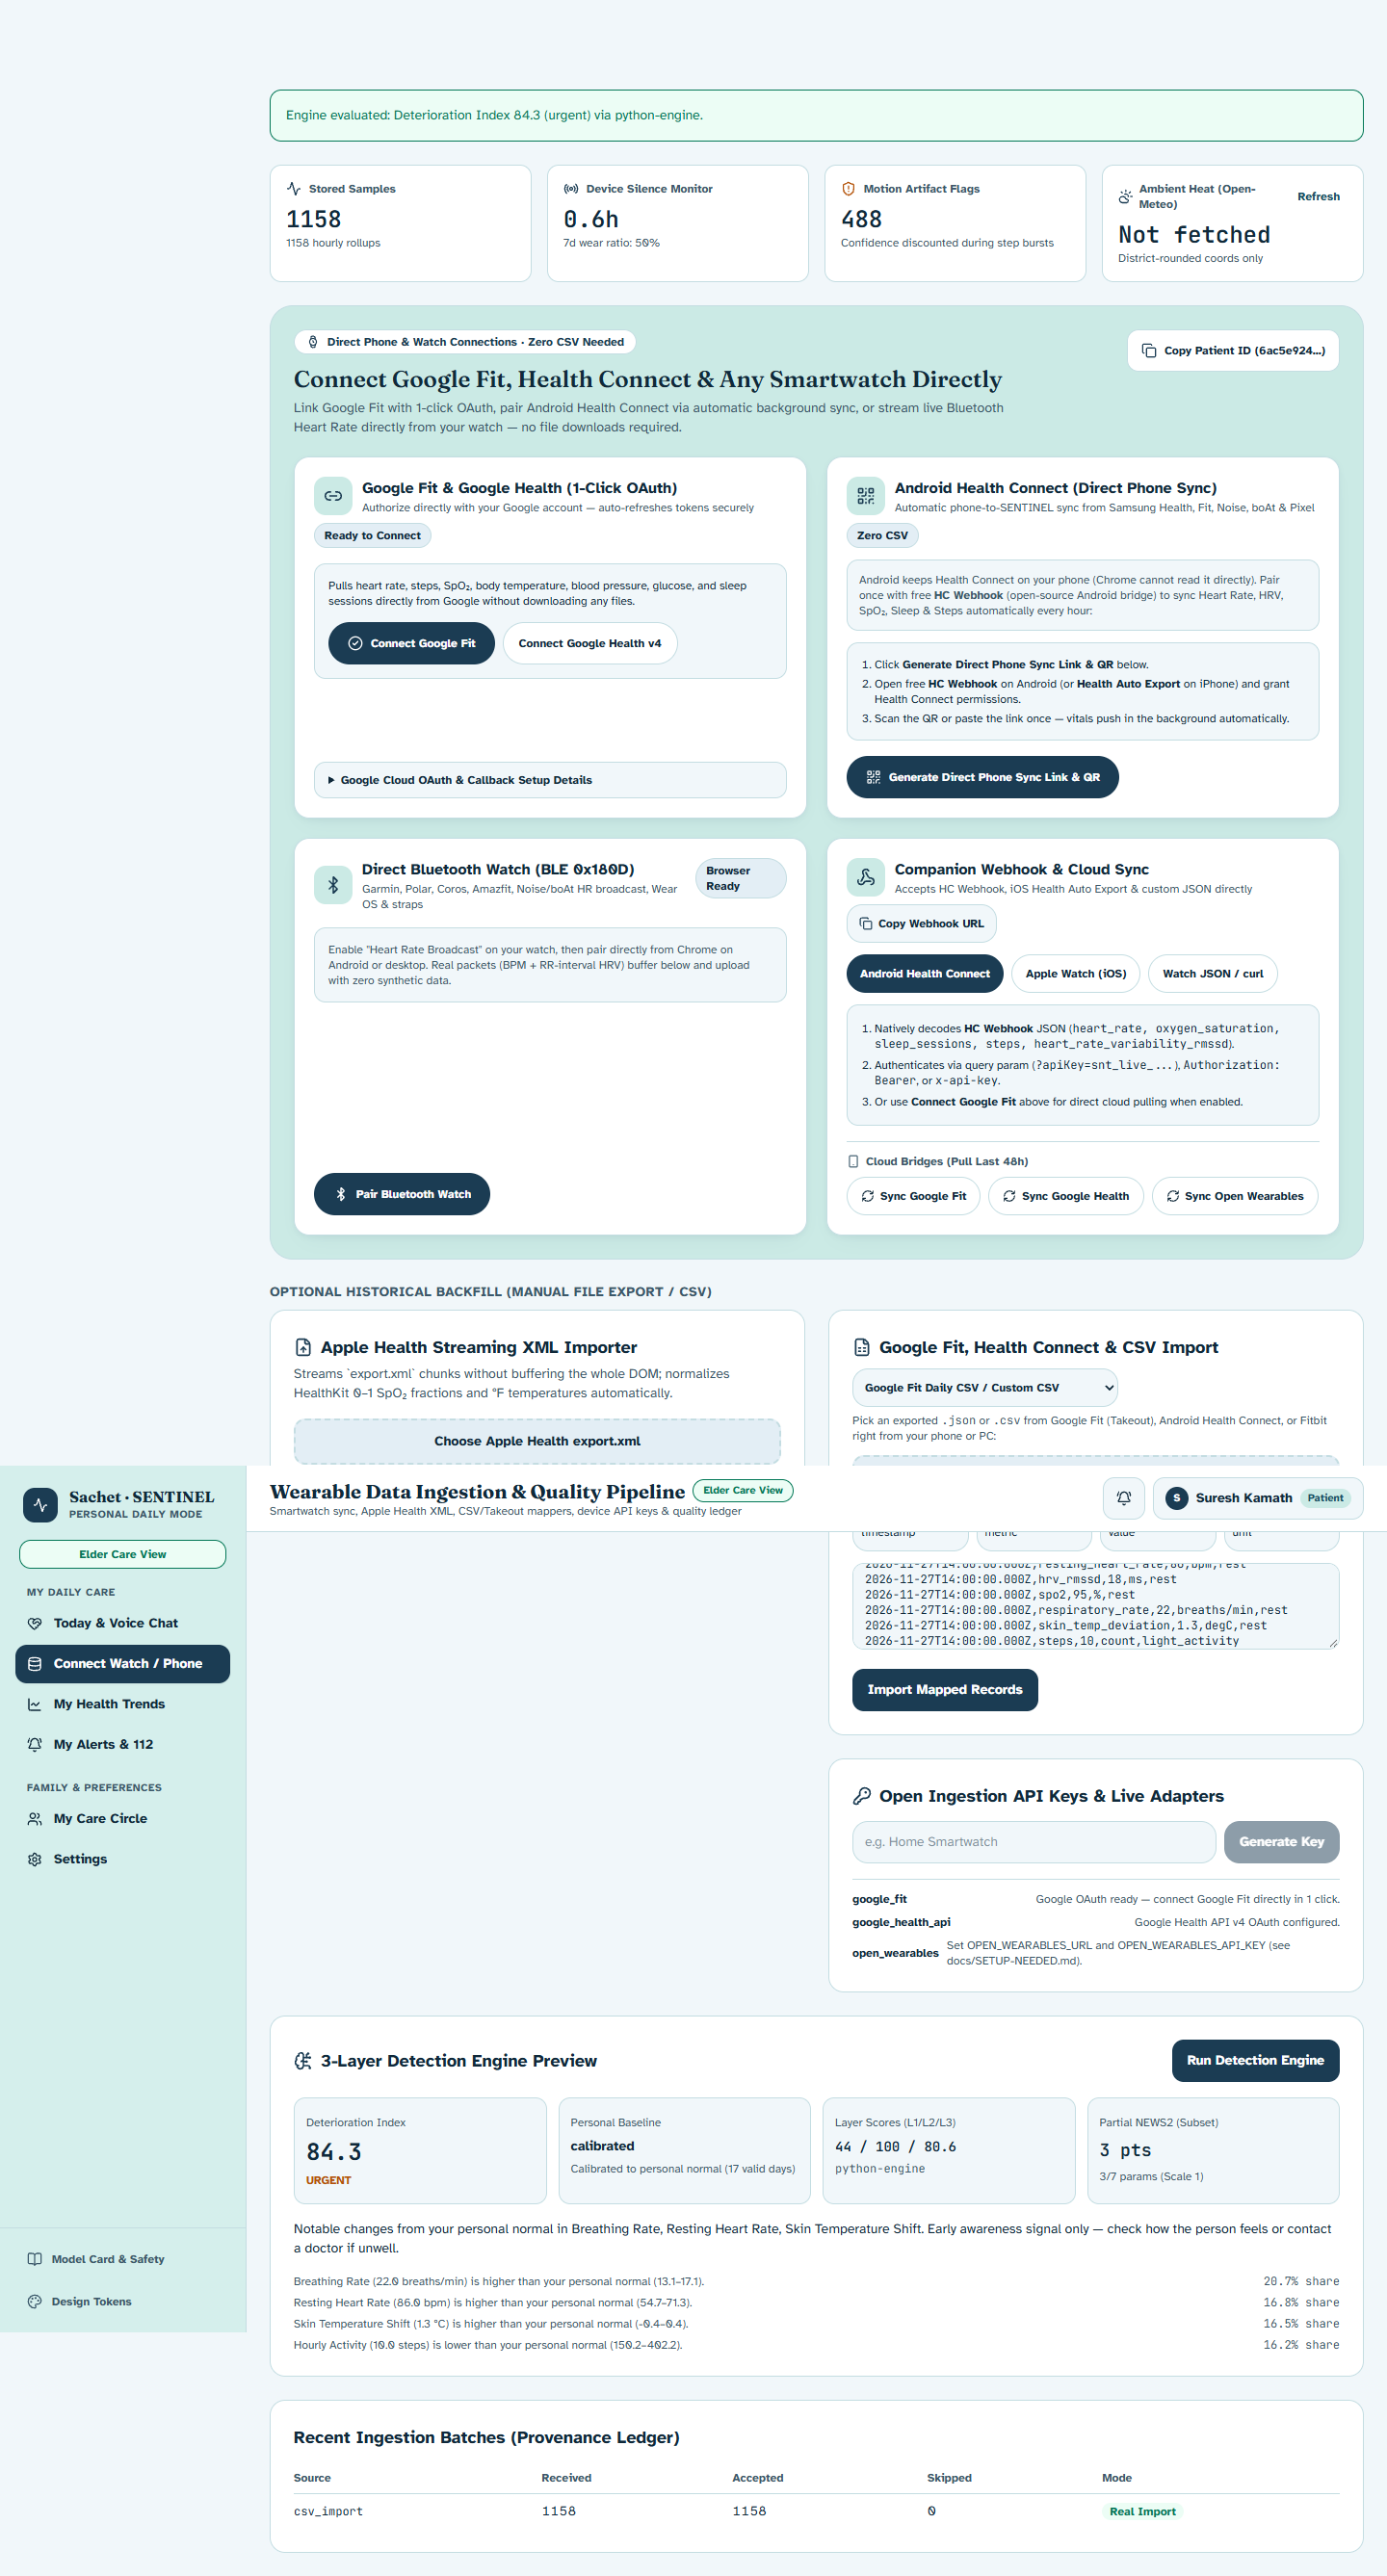 Engine evaluated: Deterioration Index 84.3 (urgent) via python-engine.
Stored Samples
1158
1158 hourly rollups
Device Silence Monitor
0.6h
7d wear ratio: 50%
Motion Artifact Flags
488
Confidence discounted during step bursts
Ambient Heat (Open-
Meteo)
Refresh
Not fetched
District-rounded coords only
Direct Phone & Watch Connections · Zero CSV Needed
Copy Patient ID (6ac5e924...)
Connect Google Fit, Health Connect & Any Smartwatch Directly
Link Google Fit with 1-click OAuth, pair Android Health Connect via automatic background sync, or stream live Bluetooth
Heart Rate directly from your watch — no file downloads required.
Google Fit & Google Health (1-Click OAuth)
Authorize directly with your Google account — auto-refreshes tokens securely
Ready to Connect
Pulls heart rate, steps, SpO₂, body temperature, blood pressure, glucose, and sleep
sessions directly from Google without downloading any files.
Connect Google Fit
Connect Google Health v4
Google Cloud OAuth & Callback Setup Details
Android Health Connect (Direct Phone Sync)
Automatic phone-to-SENTINEL sync from Samsung Health, Fit, Noise, boAt & Pixel
Zero CSV
Android keeps Health Connect on your phone (Chrome cannot read it directly). Pair
once with free HC Webhook (open-source Android bridge) to sync Heart Rate, HRV,
SpO₂, Sleep & Steps automatically every hour:
1. Click Generate Direct Phone Sync Link & QR below.
2. Open free HC Webhook on Android (or Health Auto Export on iPhone) and grant
Health Connect permissions.
3. Scan the QR or paste the link once — vitals push in the background automatically.
Generate Direct Phone Sync Link & QR
Direct Bluetooth Watch (BLE 0x180D)
Garmin, Polar, Coros, Amazfit, Noise/boAt HR broadcast, Wear
OS & straps
Browser
Ready
Enable "Heart Rate Broadcast" on your watch, then pair directly from Chrome on
Android or desktop. Real packets (BPM + RR-interval HRV) buffer below and upload
with zero synthetic data.
Pair Bluetooth Watch
Companion Webhook & Cloud Sync
Accepts HC Webhook, iOS Health Auto Export & custom JSON directly
Copy Webhook URL
Android Health Connect
Apple Watch (iOS)
Watch JSON / curl
1. Natively decodes HC Webhook JSON (heart_rate, oxygen_saturation,
sleep_sessions, steps, heart_rate_variability_rmssd).
2. Authenticates via query param (?apiKey=snt_live_...), Authorization:
Bearer, or x-api-key.
3. Or use Connect Google Fit above for direct cloud pulling when enabled.
Cloud Bridges (Pull Last 48h)
Sync Google Fit
Sync Google Health
Sync Open Wearables
OPTIONAL HISTORICAL BACKFILL (MANUAL FILE EXPORT / CSV)
Apple Health Streaming XML Importer
Streams `export.xml` chunks without buffering the whole DOM; normalizes
HealthKit 0–1 SpO₂ fractions and °F temperatures automatically.
Choose Apple Health export.xml
Google Fit, Health Connect & CSV Import
Google Fit Daily CSV / Custom CSV
Pick an exported .json or .csv from Google Fit (Takeout), Android Health Connect, or Fitbit
right from your phone or PC:
Sachet · SENTINEL
PERSONAL DAILY MODE
Elder Care View
MY DAILY CARE
Today & Voice Chat
Connect Watch / Phone
My Health Trends
My Alerts & 112
FAMILY & PREFERENCES
My Care Circle
Settings
Model Card & Safety
Design Tokens
Wearable Data Ingestion & Quality Pipeline
Elder Care View
Smartwatch sync, Apple Health XML, CSV/Takeout mappers, device API keys & quality ledger
S
Suresh Kamath
Patient
timestamp
metric
value
unit
2026-11-27T14:00:00.000Z,resting_heart_rate,86,bpm,rest
2026-11-27T14:00:00.000Z,hrv_rmssd,18,ms,rest
2026-11-27T14:00:00.000Z,spo2,95,%,rest
2026-11-27T14:00:00.000Z,respiratory_rate,22,breaths/min,rest
2026-11-27T14:00:00.000Z,skin_temp_deviation,1.3,degC,rest
2026-11-27T14:00:00.000Z,steps,10,count,light_activity
Import Mapped Records
Open Ingestion API Keys & Live Adapters
e.g. Home Smartwatch
Generate Key
google_fit
Google OAuth ready — connect Google Fit directly in 1 click.
google_health_api
Google Health API v4 OAuth configured.
open_wearables
Set OPEN_WEARABLES_URL and OPEN_WEARABLES_API_KEY (see
docs/SETUP-NEEDED.md).
3-Layer Detection Engine Preview
Run Detection Engine
Deterioration Index
84.3
URGENT
Personal Baseline
calibrated
Calibrated to personal normal (17 valid days)
Layer Scores (L1/L2/L3)
44 / 100 / 80.6
python-engine
Partial NEWS2 (Subset)
3 pts
3/7 params (Scale 1)
Notable changes from your personal normal in Breathing Rate, Resting Heart Rate, Skin Temperature Shift. Early awareness signal only — check how the person feels or contact
a doctor if unwell.
Breathing Rate (22.0 breaths/min) is higher than your personal normal (13.1–17.1).
20.7% share
Resting Heart Rate (86.0 bpm) is higher than your personal normal (54.7–71.3).
16.8% share
Skin Temperature Shift (1.3 °C) is higher than your personal normal (-0.4–0.4).
16.5% share
Hourly Activity (10.0 steps) is lower than your personal normal (150.2–402.2).
16.2% share
Recent Ingestion Batches (Provenance Ledger)
Source
Received
Accepted
Skipped
Mode
csv_import
1158
1158
0
Real Import